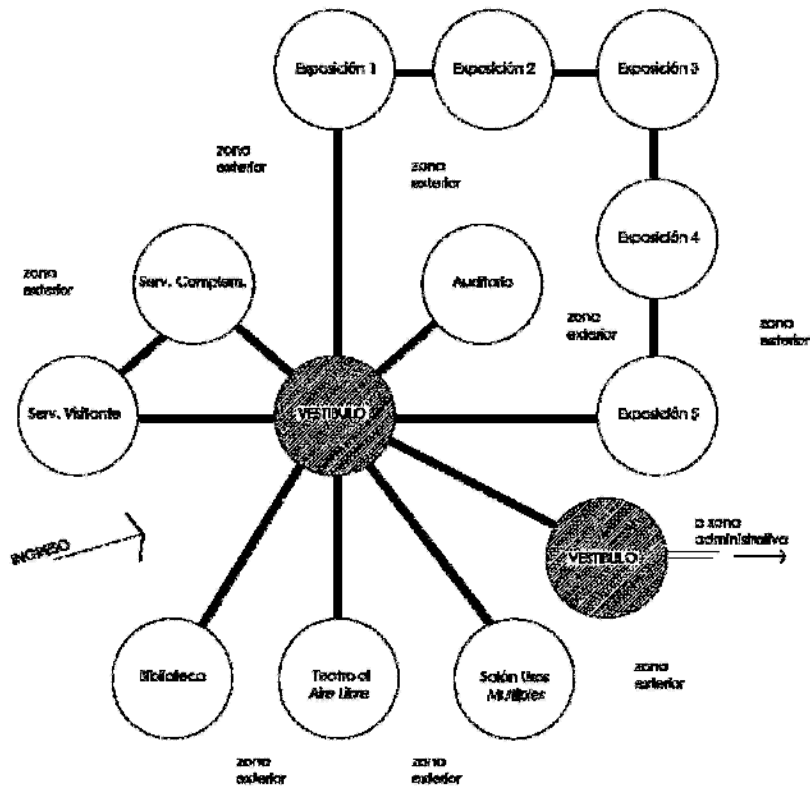 Exposición 1
Exposición 2
Exposición 3
zona
exterior
zona
exterior
Exposición 4
Serv. Complem.
Auditorio
zona
exterior
zona
exterior
zona
exterior
Serv. Visitante
VESTIBULO
Exposición 5
INGRESO
VESTIBULO
a zona
administrativa
Biblioteca
Teatro al
Aire Libre
Salón Usos
Multiples
zona
exterior
zona
exterior
zona
exterior